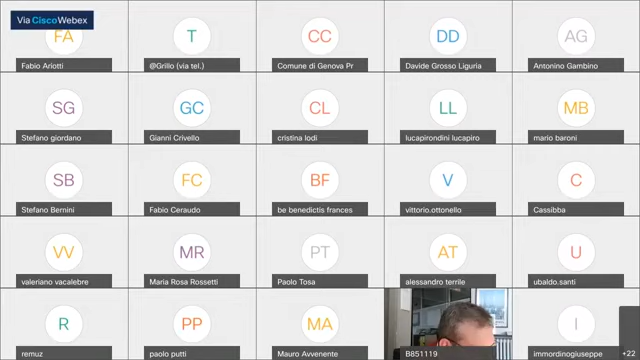 Via CiscoWebex
FA
T
CC
DD
AG
Fabio Ariotti
@Grillo (via tel.)
Comune di Genova Pr
Davide Grosso Liguria
Antonino Gambino
SG
GC
CL
LL
MB
Stefano giordano
Gianni Crivello
cristina lodi
lucapirondini lucapiro
mario baroni
SB
FC
BF
V
C
Stefano Bernini
Fabio Ceraudo
be benedictis frances
vittorio.ottonello
Cassibba
VV
MR
PT
AT
U
valeriano vacalebre
Maria Rosa Rossetti
Paolo Tosa
alessandro terrile
ubaldo.santi
R
PP
MA
I
remuz
paolo putti
Mauro Avvenente
B851119
immordinogiuseppe
+22